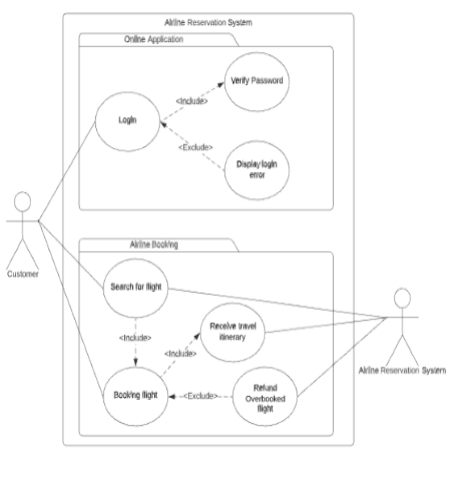 Airline Reservation System
Online Application
Verify Password
<Include>
Login
<Exclude>
Display login
error
Customer
Airline Booking
Search for flight
Receive travel
itinerary
<Include>
<Include>
Airline Reservation System
Refund
Overbooked
flight
Booking flight
<Exclude>